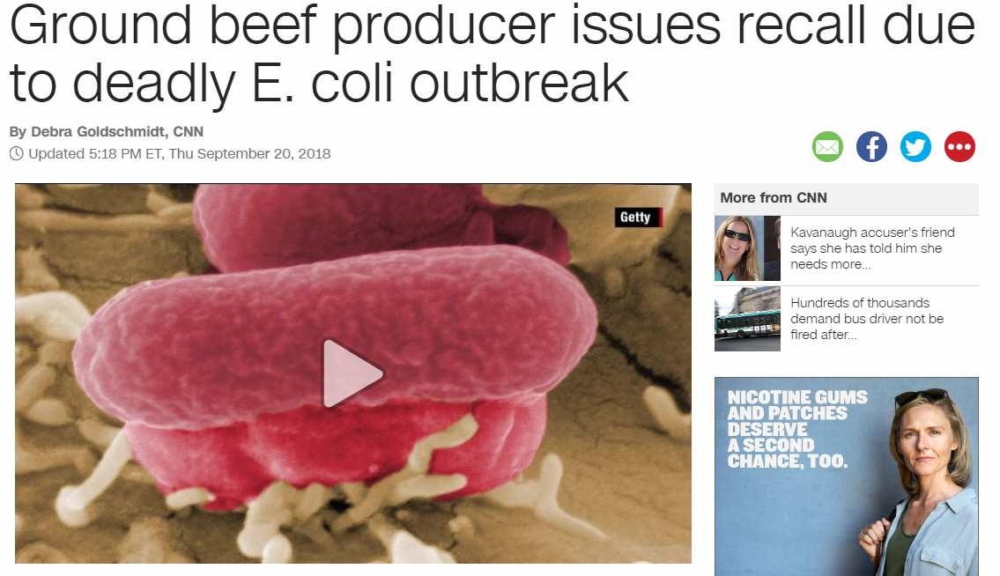 Ground beef producer issues recall due
to deadly E. coli outbreak
By Debra Goldschmidt, CNN
Updated 5:18 PM ET, Thu September 20, 2018
Getty
More from CNN
Kavanaugh accuser's friend
says she has told him she
needs more...
Hundreds of thousands
demand bus driver not be
fired after...
NICOTINE GUMS
AND PATCHES
DESERVE
A SECOND
CHANCE, TOO.